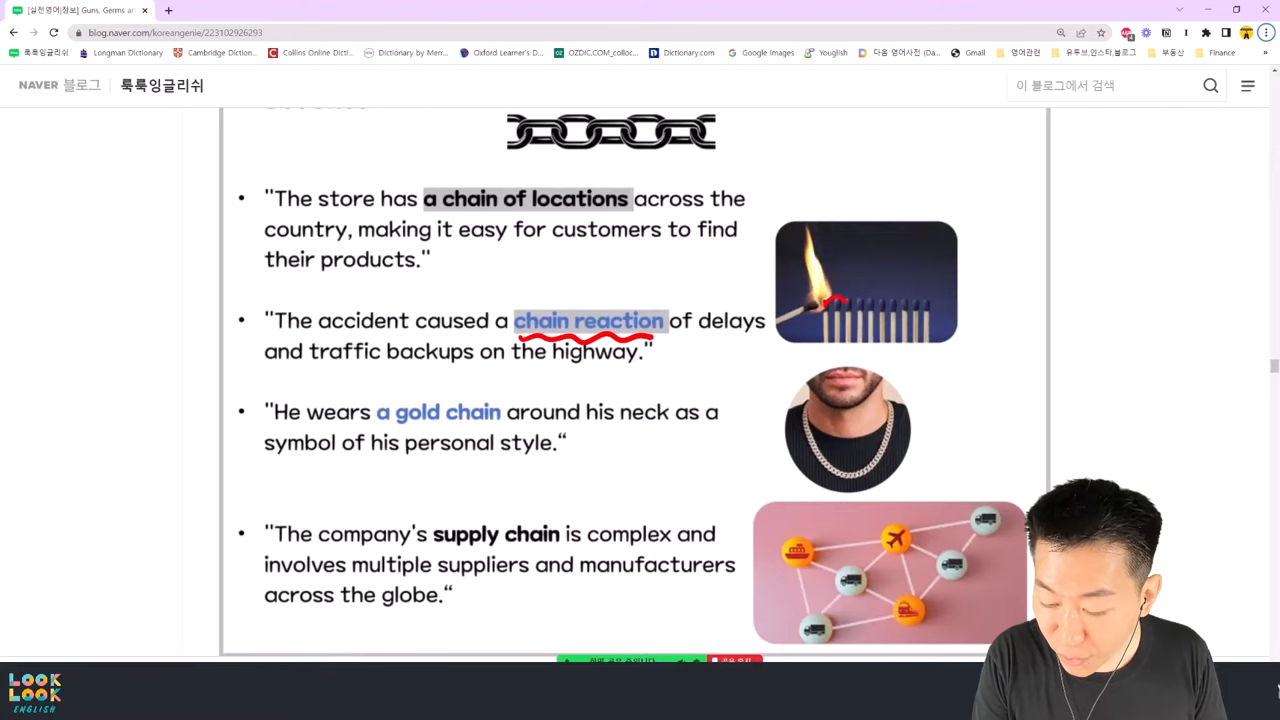 [실전영어|정보] Guns, Germs ar
blog.naver.com/koreangenie/223102926293
룩룩잉글리쉬 Longman Dictionary Cambridge Diction... Collins Online Dicti... Dictionary by Merr... Oxford Learner's D... OZDIC.COM_colloc... Dictionary.com Google Images Youglish 다음 영어사전 (Da... Gmail 영어관련 유투브,인스타,블로그 부동산 Finance »
NAVER 블로그 룩룩잉글리쉬 이 블로그에서 검색
• "The store has a chain of locations across the
country, making it easy for customers to find
their products."
• "The accident caused a chain reaction of delays
and traffic backups on the highway."
• "He wears a gold chain around his neck as a
symbol of his personal style.“
• "The company's supply chain is complex and
involves multiple suppliers and manufacturers
across the globe.“
LOOK
LOOK
ENGLISH